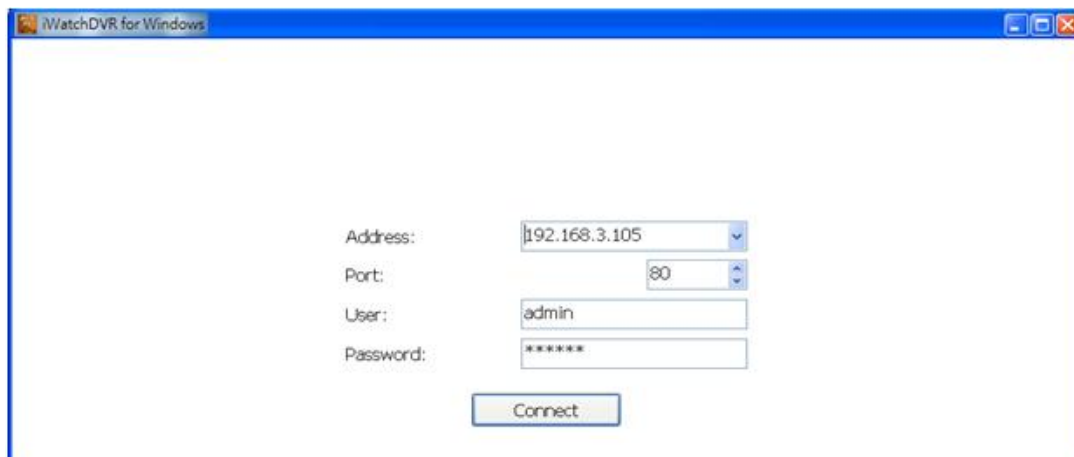 iWatchDVR for Windows
Address: 192.168.3.105
Port: 80
User: admin
Password: ******
Connect